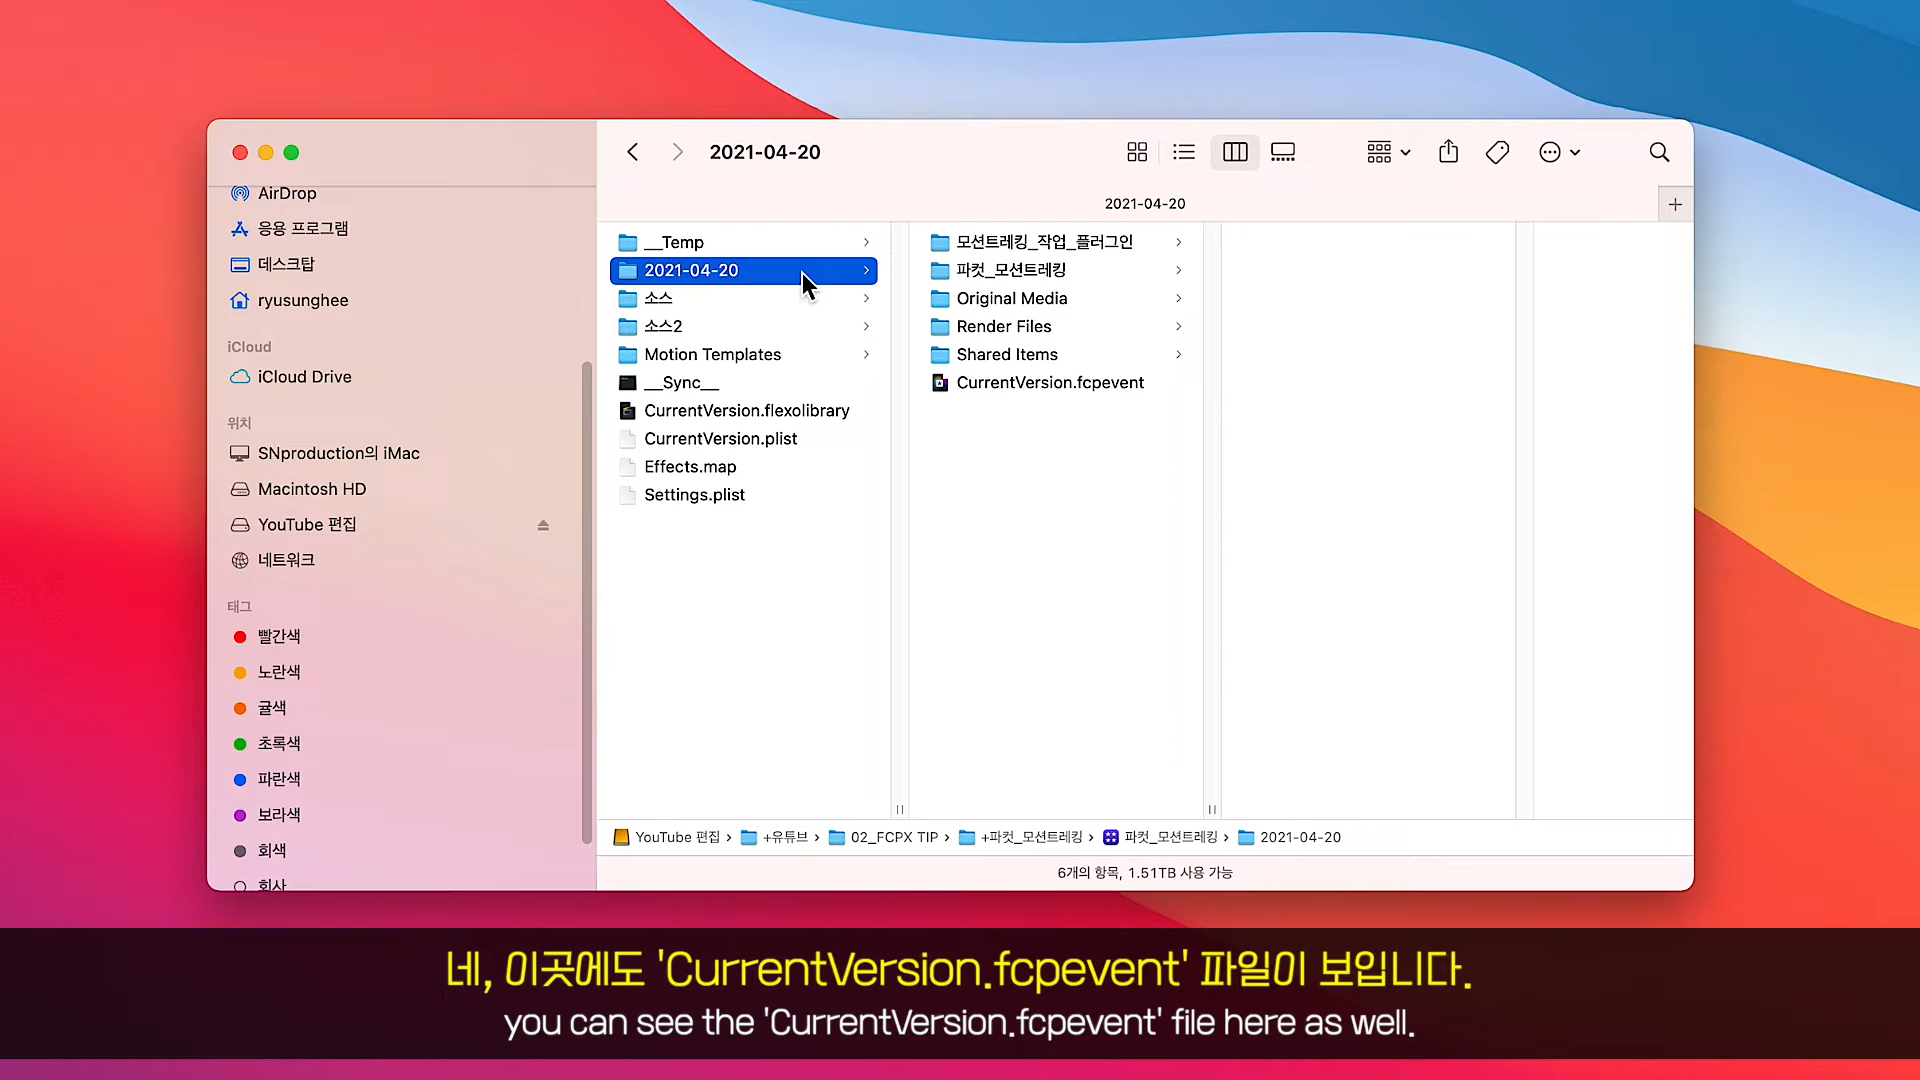 2021-04-20
2021-04-20
AirDrop
응용 프로그램
데스크탑
ryusunghee
iCloud
iCloud Drive
위치
SNproduction의 iMac
Macintosh HD
YouTube 편집
네트워크
태그
빨간색
노란색
귤색
초록색
파란색
보라색
회색
회사
__Temp
2021-04-20
소스
소스2
Motion Templates
__Sync__
CurrentVersion.flexolibrary
CurrentVersion.plist
Effects.map
Settings.plist
모션트레킹_작업_플러그인
파컷_모션트레킹
Original Media
Render Files
Shared Items
CurrentVersion.fcpevent
YouTube 편집 › +유튜브 › 02_FCPX TIP › +파컷_모션트레킹 › 파컷_모션트레킹 › 2021-04-20
6개의 항목, 1.51TB 사용 가능
네, 이곳에도 'CurrentVersion.fcpevent' 파일이 보입니다.
you can see the 'CurrentVersion.fcpevent' file here as well.